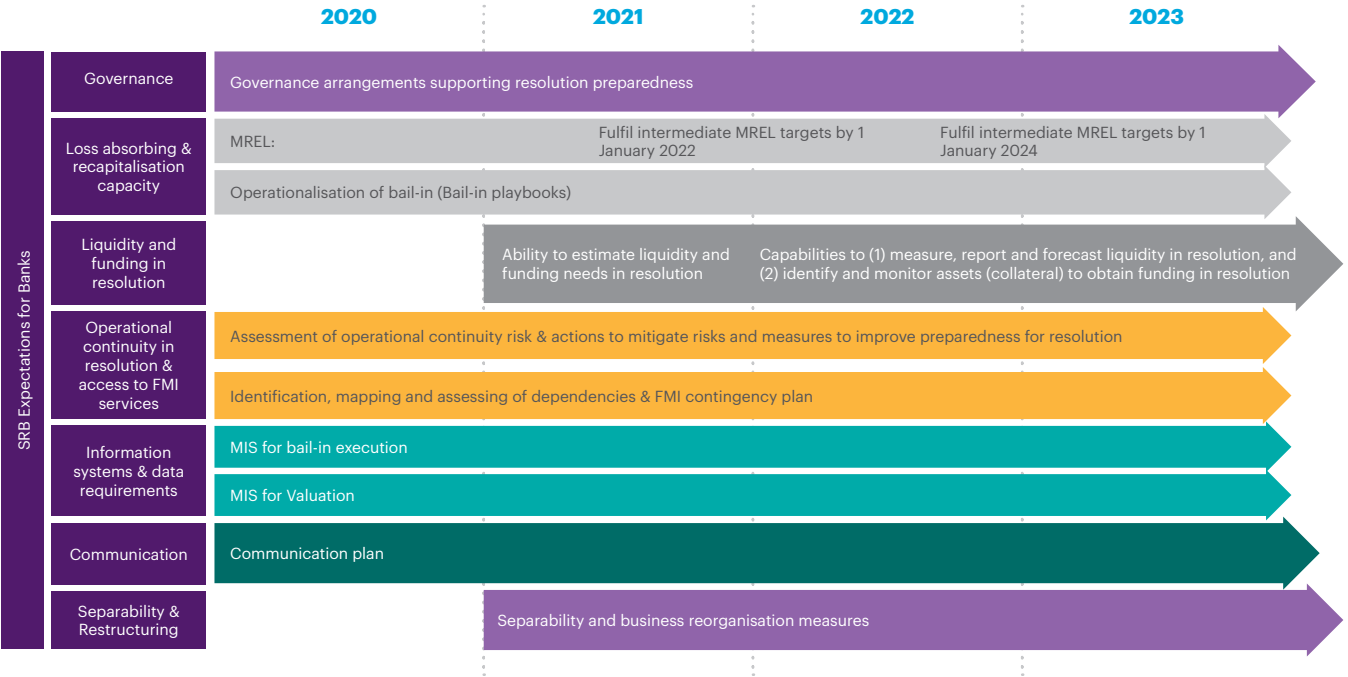 2020
2021
2022
2023
SRB Expectations for Banks
Governance
Governance arrangements supporting resolution preparedness
Loss absorbing &
recapitalisation
capacity
MREL:
Fulfil intermediate MREL targets by 1
January 2022
Fulfil intermediate MREL targets by 1
January 2024
Operationalisation of bail-in (Bail-in playbooks)
Liquidity and
funding in
resolution
Ability to estimate liquidity and
funding needs in resolution
Capabilities to (1) measure, report and forecast liquidity in resolution, and
(2) identify and monitor assets (collateral) to obtain funding in resolution
Operational
continuity in
resolution &
access to FMI
services
Assessment of operational continuity risk & actions to mitigate risks and measures to improve preparedness for resolution
Identification, mapping and assessing of dependencies & FMI contingency plan
Information
systems & data
requirements
MIS for bail-in execution
MIS for Valuation
Communication
Communication plan
Separability &
Restructuring
Separability and business reorganisation measures